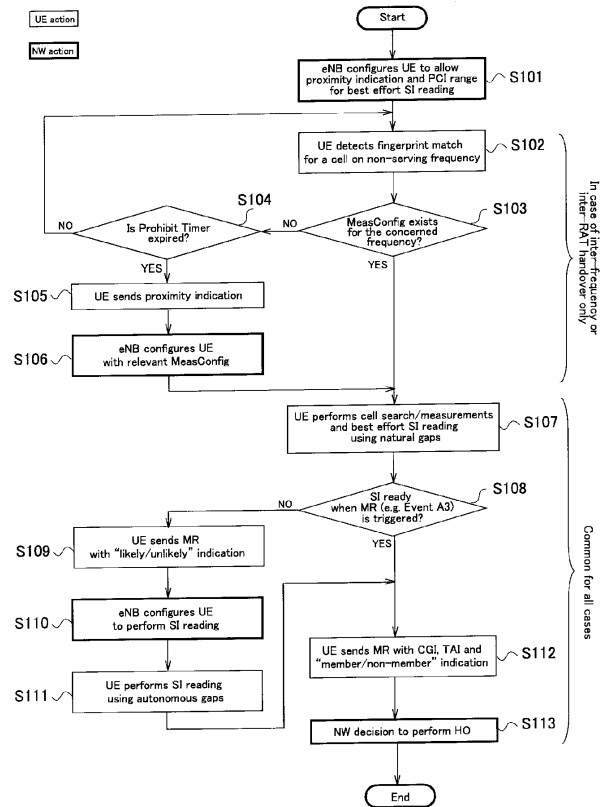 UE action
NW action
Start
eNB configures UE to allow
proximity indication and PCI range
for best effort SI reading
S101
UE detects fingerprint match
for a cell on non-serving frequency
S102
MeasConfig exists
for the concerned
frequency?
S103
NO
YES
Is Prohibit Timer
expired?
S104
NO
YES
UE sends proximity indication
S105
eNB configures UE
with relevant MeasConfig
S106
In case of inter-frequency or
inter-RAT handover only
UE performs cell search/measurements
and best effort SI reading
using natural gaps
S107
SI ready
when MR (e.g. Event A3)
is triggered?
S108
NO
YES
UE sends MR
with "likely/unlikely" indication
S109
eNB configures UE
to perform SI reading
S110
UE performs SI reading
using autonomous gaps
S111
UE sends MR with CGI, TAI and
"member/non-member" indication
S112
NW decision to perform HO
S113
Common for all cases
End